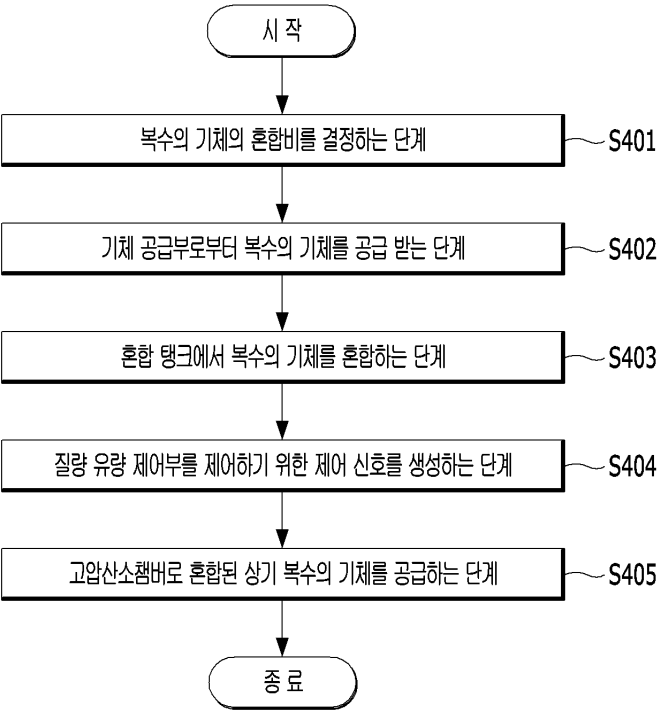 시 작
복수의 기체의 혼합비를 결정하는 단계
S401
기체 공급부로부터 복수의 기체를 공급 받는 단계
S402
혼합 탱크에서 복수의 기체를 혼합하는 단계
S403
질량 유량 제어부를 제어하기 위한 제어 신호를 생성하는 단계
S404
고압산소챔버로 혼합된 상기 복수의 기체를 공급하는 단계
S405
종 료